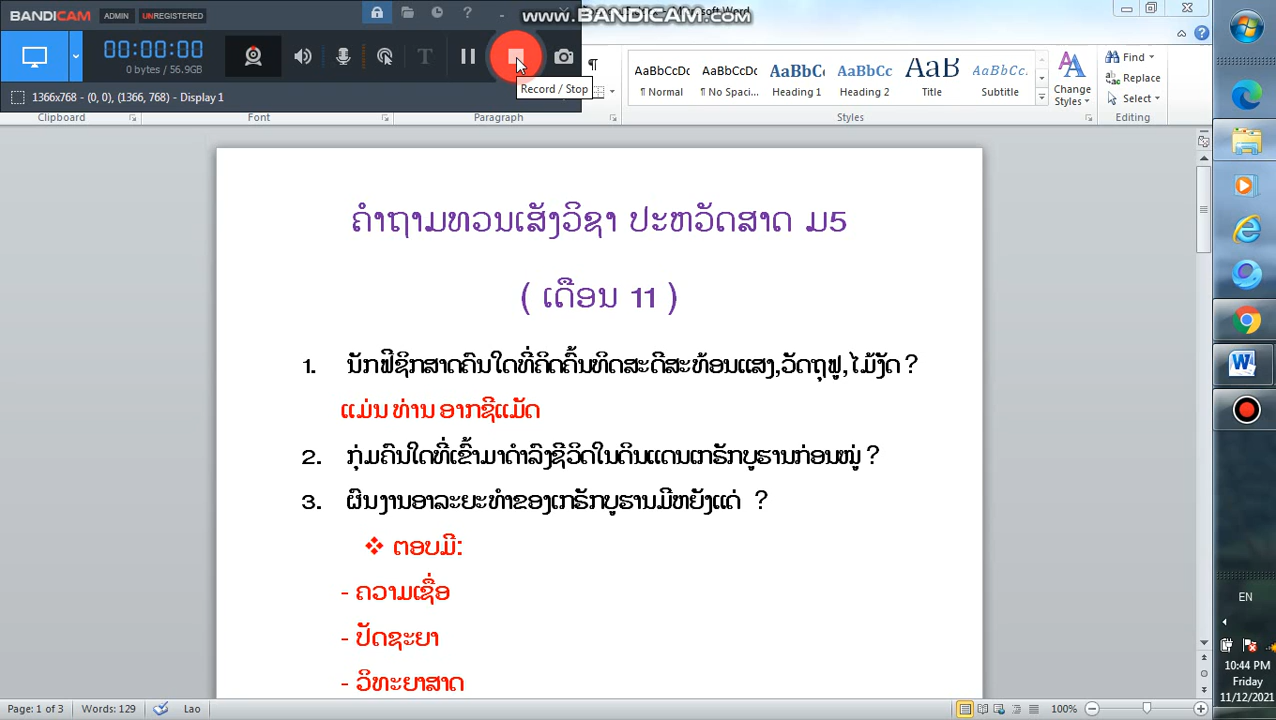 BANDICAM ADMIN UNREGISTERED
www.BANDICAM.com
Word
00:00:00
0 bytes / 56.9GB
Record / Stop
1366x768 - (0, 0), (1366, 768) - Display 1
AaBbCcDc AaBbCcDc AaBbC AaBbCc AaB AaBbCcL
¶ Normal ¶ No Spaci... Heading 1 Heading 2 Title Subtitle
Change Styles
Find
Replace
Select
Clipboard Font Paragraph Styles Editing
ຄຳຖາມທວນເສັງວິຊາ ປະຫວັດສາດ ມ5
( ເດືອນ 11 )
1. ນັກຟີຊິກສາດຄົນໃດທີ່ຄິດຄົ້ນທິດສະດີສະທ້ອນແສງ,ວັດຖຸຟູ,ໄມ້ງັດ ?
ແມ່ນ ທ່ານ ອາກຊີແມັດ
2. ກຸ່ມຄົນໃດທີ່ເຂົ້າມາດຳລົງຊີວິດໃນດິນແດນເກຣັກບູຮານກ່ອນໝູ່ ?
3. ຜົນງານອາລະຍະທຳຂອງເກຣັກບູຮານມີຫຍັງແດ່ ?
❖ ຕອບມີ:
- ຄວາມເຊື່ອ
- ປັດຊະຍາ
- ວິທະຍາສາດ
EN
10:44 PM
Friday
11/12/2021
Page: 1 of 3 Words: 129 Lao 100%